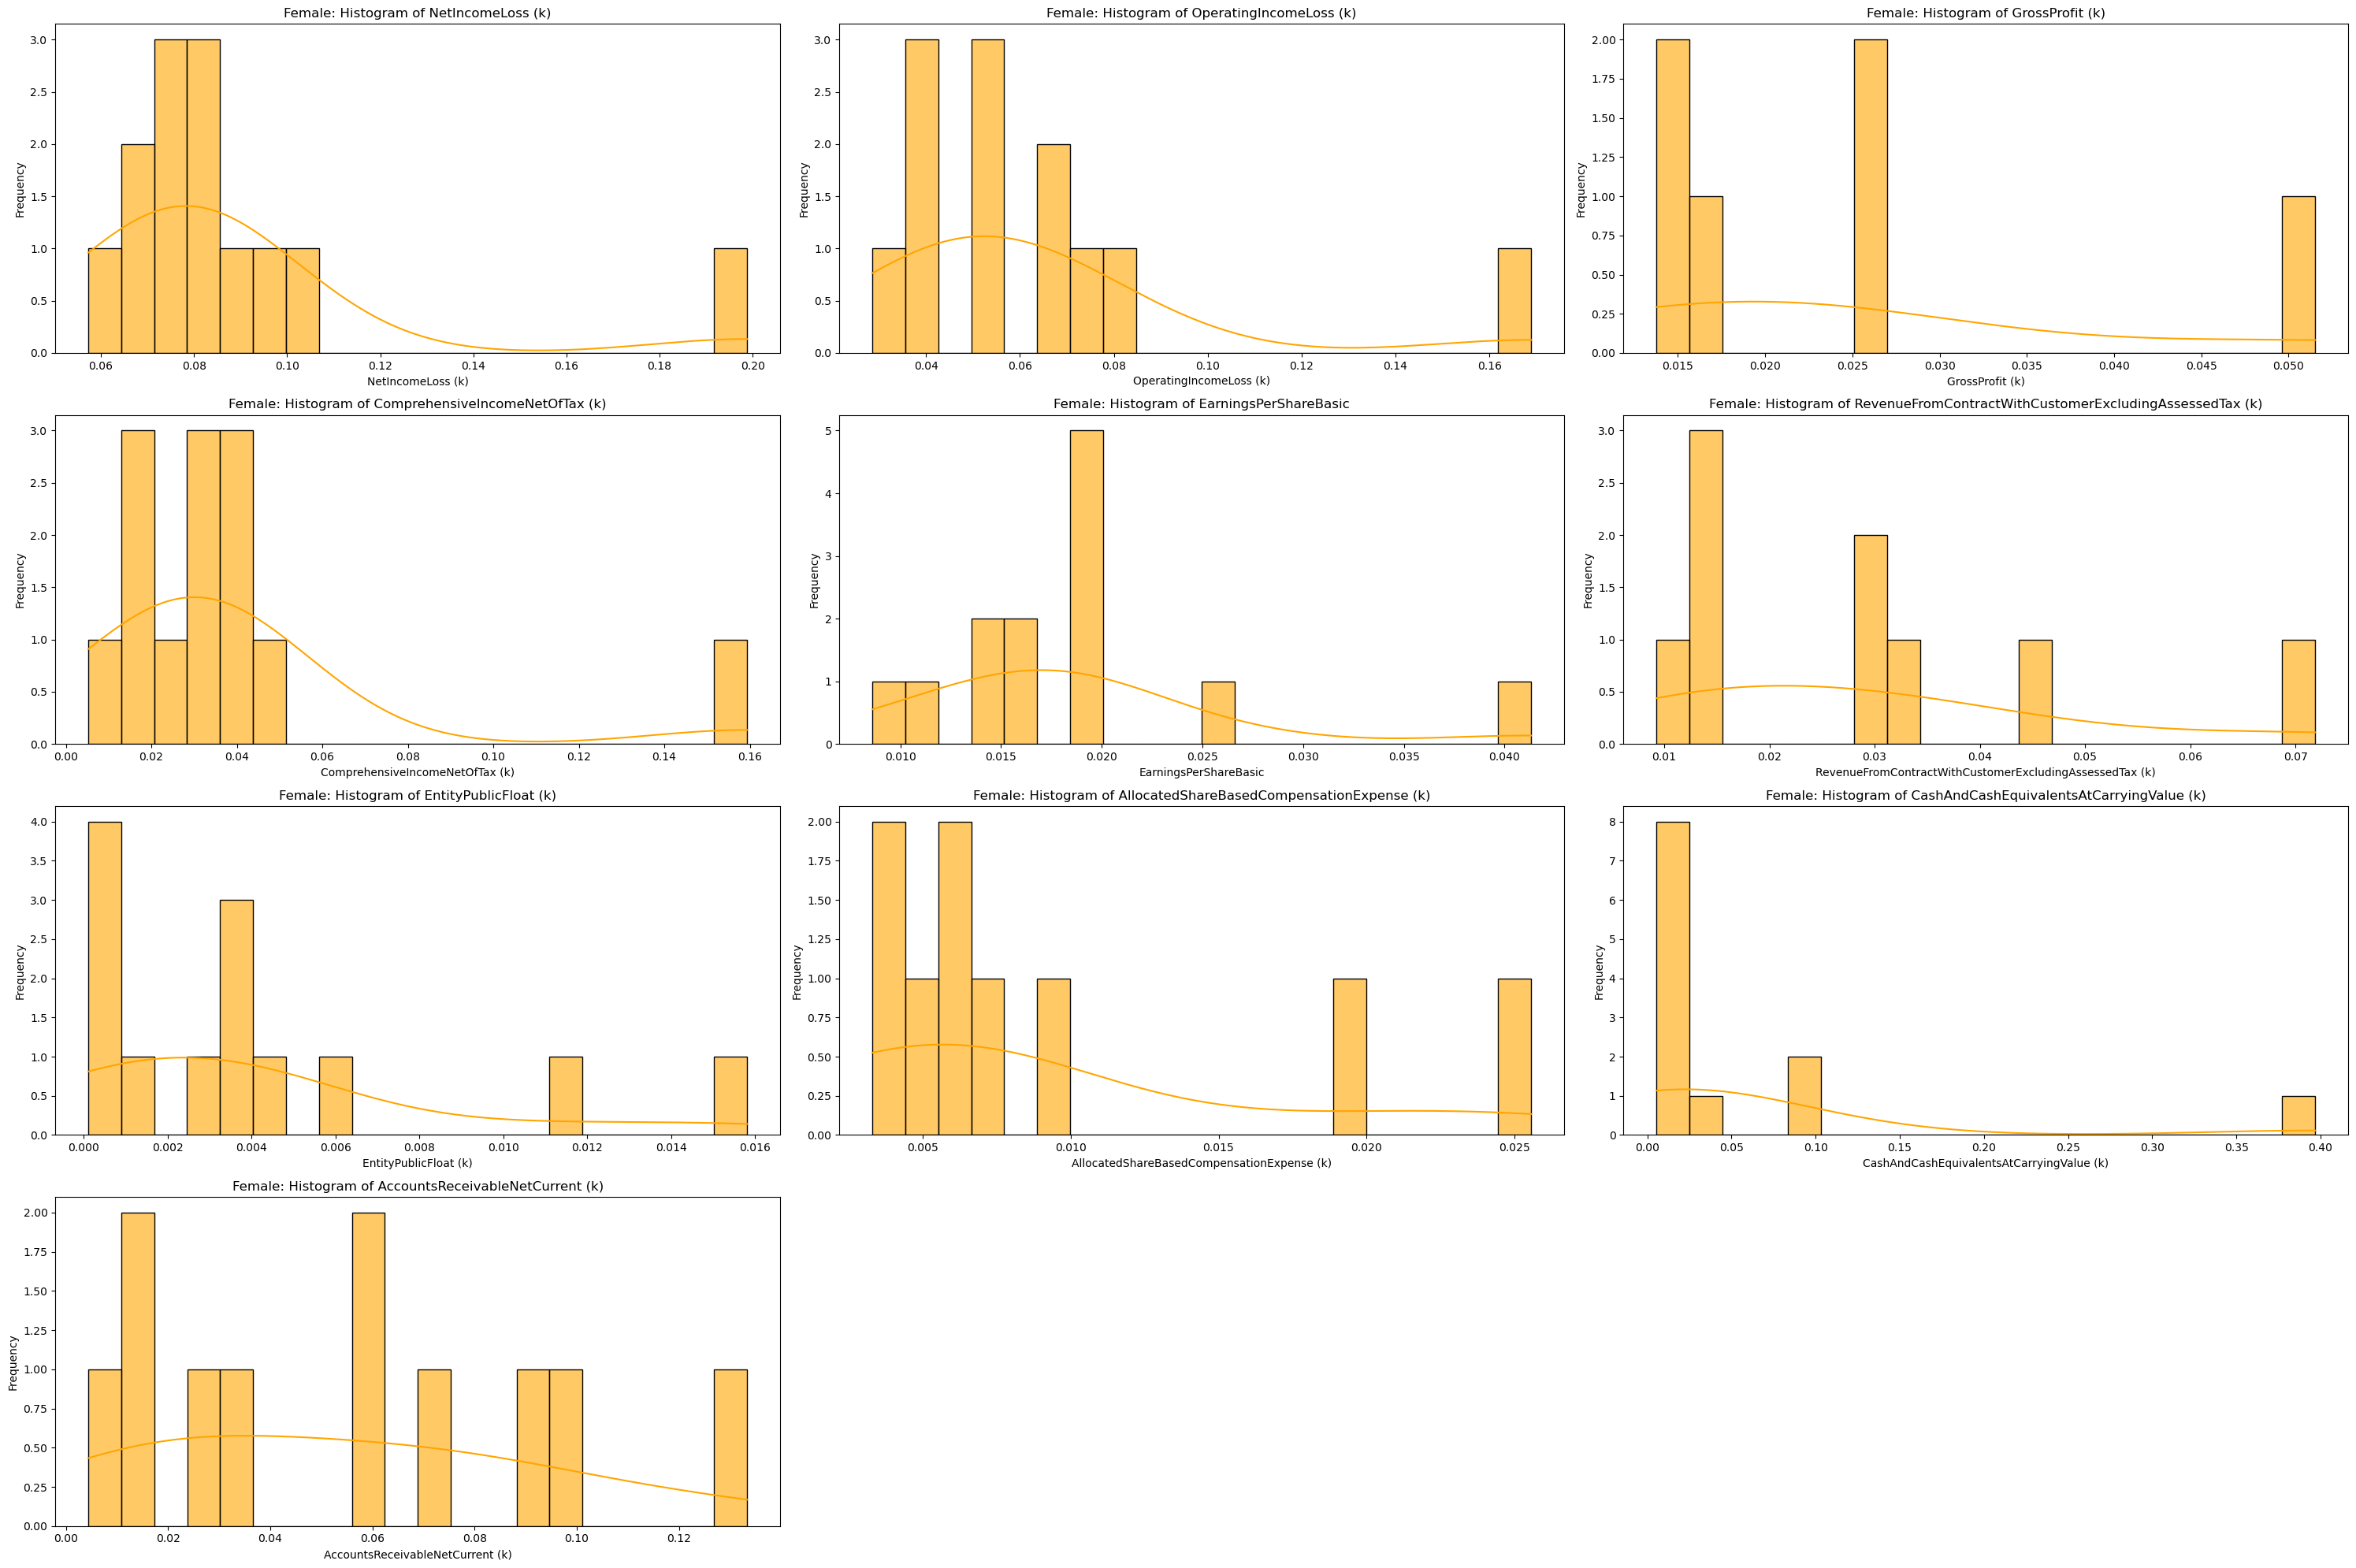 Female: Histogram of NetIncomeLoss (k)
Frequency
3.0
2.5
2.0
1.5
1.0
0.5
0.0
0.06 0.08 0.10 0.12 0.14 0.16 0.18 0.20
NetIncomeLoss (k)
Female: Histogram of OperatingIncomeLoss (k)
Frequency
3.0
2.5
2.0
1.5
1.0
0.5
0.0
0.04 0.06 0.08 0.10 0.12 0.14 0.16
OperatingIncomeLoss (k)
Female: Histogram of GrossProfit (k)
Frequency
2.00
1.75
1.50
1.25
1.00
0.75
0.50
0.25
0.00
0.015 0.020 0.025 0.030 0.035 0.040 0.045 0.050
GrossProfit (k)
Female: Histogram of ComprehensiveIncomeNetOfTax (k)
Frequency
3.0
2.5
2.0
1.5
1.0
0.5
0.0
0.00 0.02 0.04 0.06 0.08 0.10 0.12 0.14 0.16
ComprehensiveIncomeNetOfTax (k)
Female: Histogram of EarningsPerShareBasic
Frequency
5
4
3
2
1
0
0.010 0.015 0.020 0.025 0.030 0.035 0.040
EarningsPerShareBasic
Female: Histogram of RevenueFromContractWithCustomerExcludingAssessedTax (k)
Frequency
3.0
2.5
2.0
1.5
1.0
0.5
0.0
0.01 0.02 0.03 0.04 0.05 0.06 0.07
RevenueFromContractWithCustomerExcludingAssessedTax (k)
Female: Histogram of EntityPublicFloat (k)
Frequency
4.0
3.5
3.0
2.5
2.0
1.5
1.0
0.5
0.0
0.000 0.002 0.004 0.006 0.008 0.010 0.012 0.014 0.016
EntityPublicFloat (k)
Female: Histogram of AllocatedShareBasedCompensationExpense (k)
Frequency
2.00
1.75
1.50
1.25
1.00
0.75
0.50
0.25
0.00
0.005 0.010 0.015 0.020 0.025
AllocatedShareBasedCompensationExpense (k)
Female: Histogram of CashAndCashEquivalentsAtCarryingValue (k)
Frequency
8
7
6
5
4
3
2
1
0
0.00 0.05 0.10 0.15 0.20 0.25 0.30 0.35 0.40
CashAndCashEquivalentsAtCarryingValue (k)
Female: Histogram of AccountsReceivableNetCurrent (k)
Frequency
2.00
1.75
1.50
1.25
1.00
0.75
0.50
0.25
0.00
0.00 0.02 0.04 0.06 0.08 0.10 0.12
AccountsReceivableNetCurrent (k)